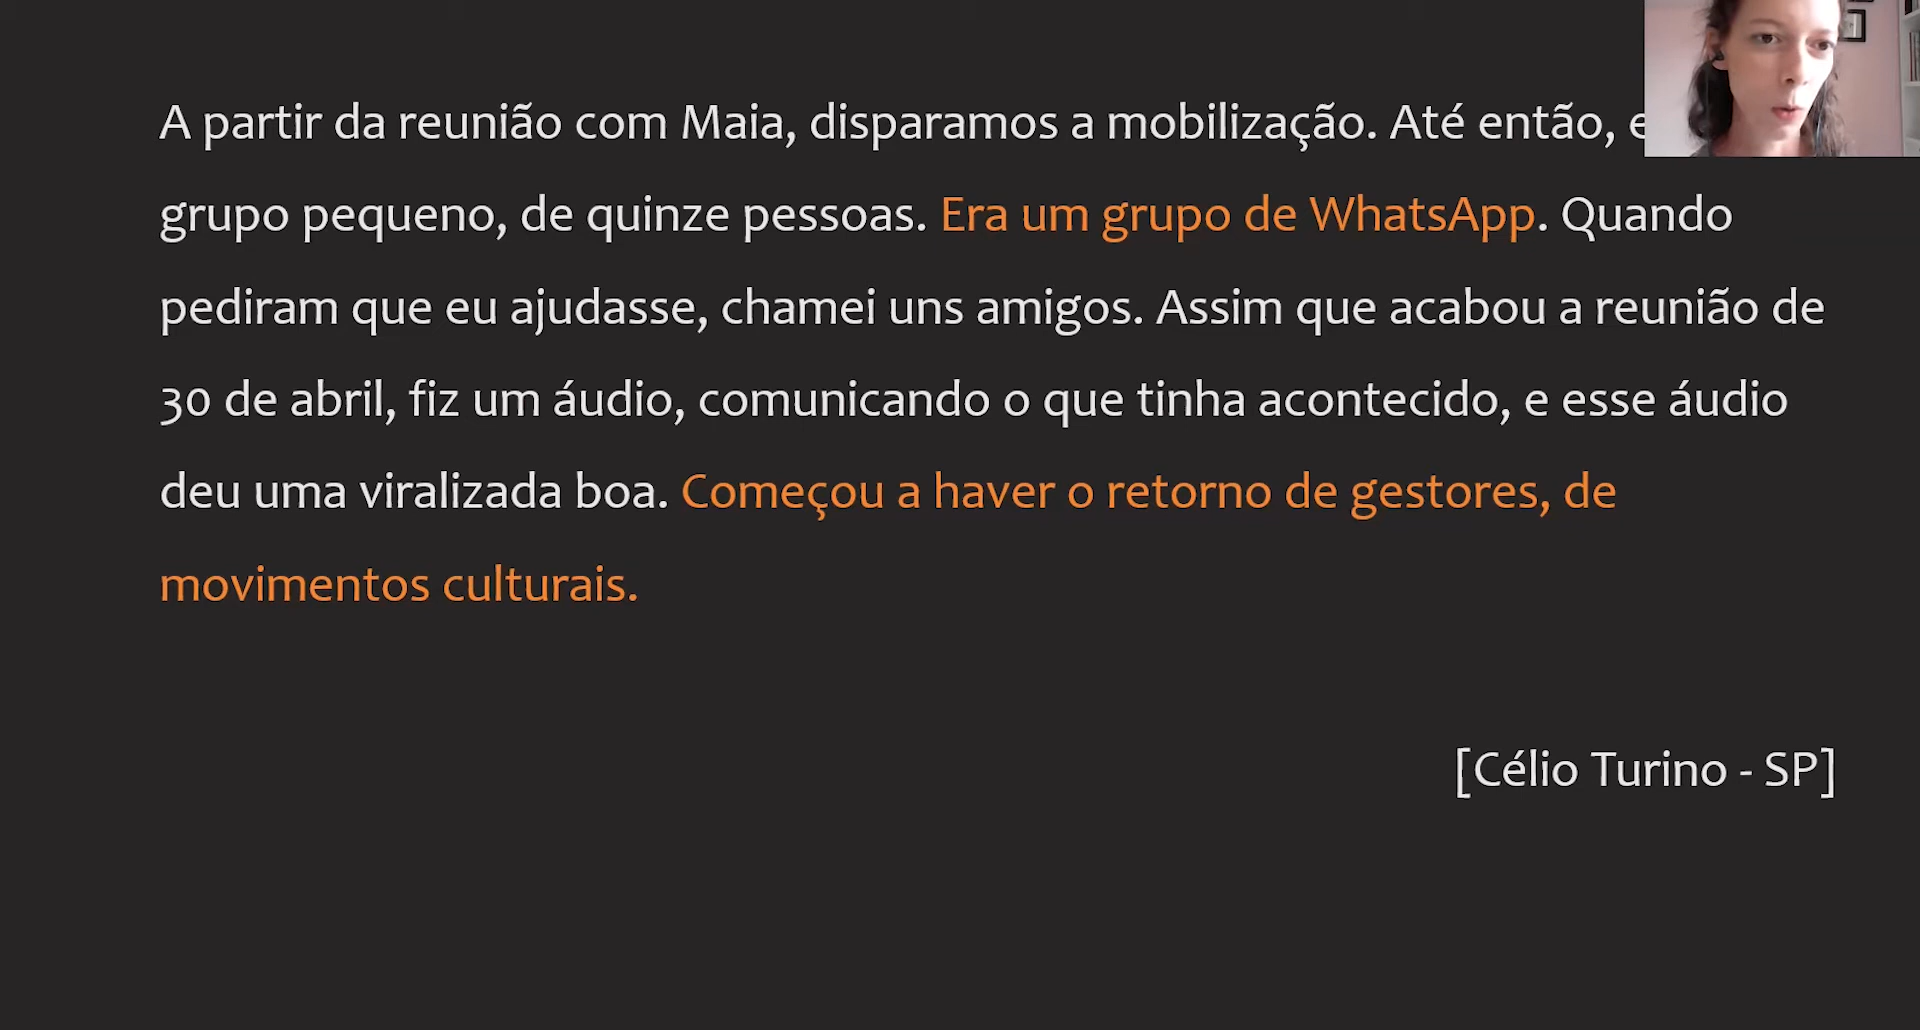 A partir da reunião com Maia, disparamos a mobilização. Até então,
grupo pequeno, de quinze pessoas. Era um grupo de WhatsApp. Quando
pediram que eu ajudasse, chamei uns amigos. Assim que acabou a reunião de
30 de abril, fiz um áudio, comunicando o que tinha acontecido, e esse áudio
deu uma viralizada boa. Começou a haver o retorno de gestores, de
movimentos culturais.
[Célio Turino - SP]